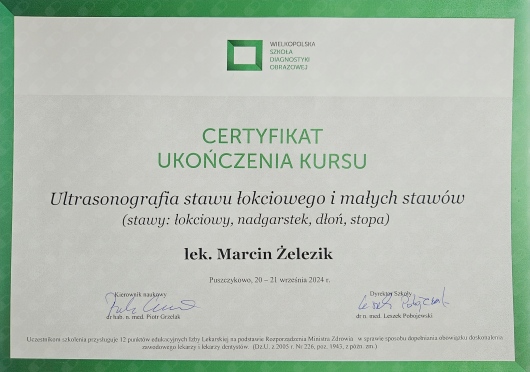 WIELKOPOLSKA
SZKOŁA
DIAGNOSTYKI
OBRAZOWEJ
CERTYFIKAT
UKOŃCZENIA KURSU
Ultrasonografia stawu łokciowego i małych stawów
(stawy: łokciowy, nadgarstek, dłoń, stopa)
lek. Marcin Żelezik
Puszczykowo, 20 – 21 września 2024 r.
Kierownik naukowy
dr hab. n. med. Piotr Grzelak
Dyrektor Szkoły
Leszek Pobojewski
dr n. med. Leszek Pobojewski
Uczestnikom szkolenia przysługuje 12 punktów edukacyjnych Izby Lekarskiej na podstawie Rozporządzenia Ministra Zdrowia w sprawie sposobu dopełniania obowiązku doskonalenia
zawodowego lekarzy i lekarzy dentystów. (Dz.U. z 2005 r. Nr 226, poz. 1943, z późn. zm.)